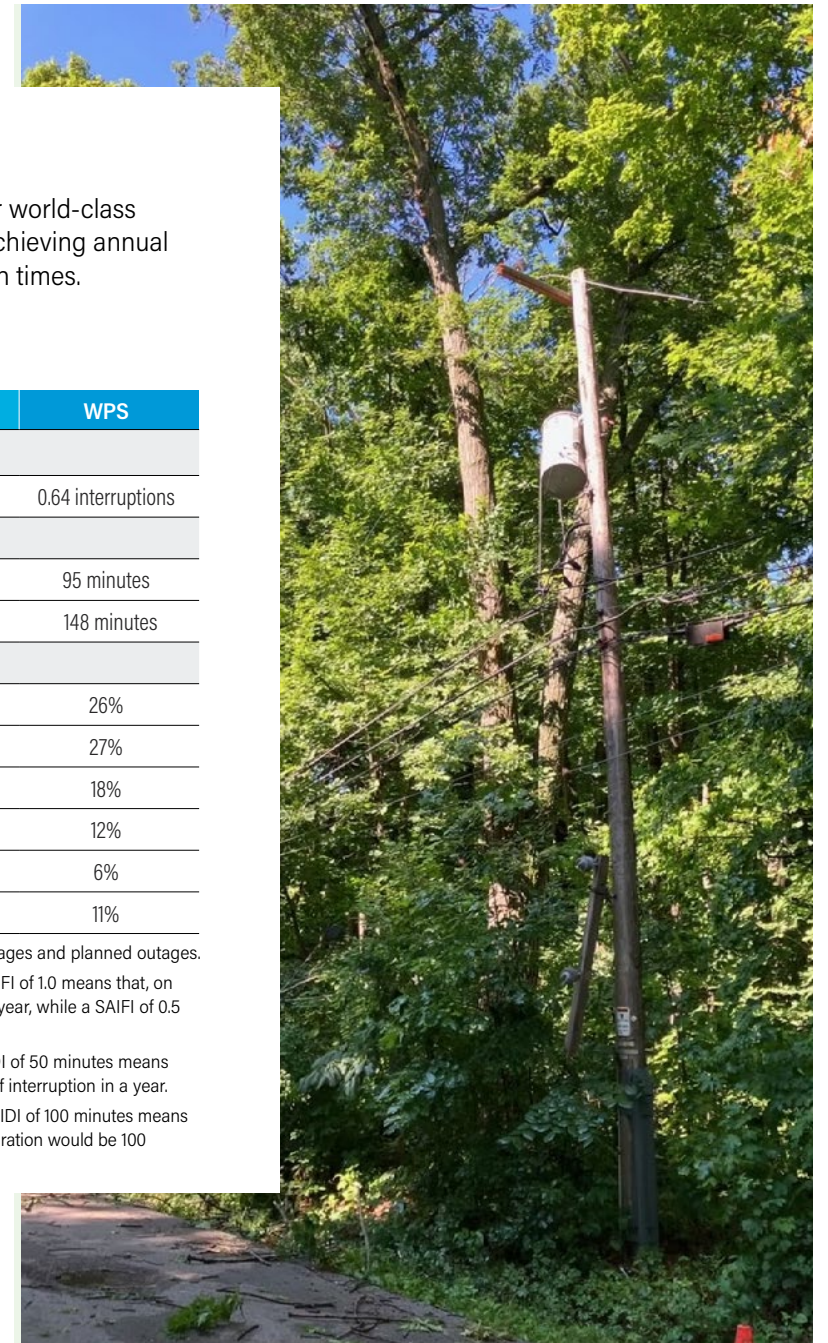 world-class
chieving annual
times.
WPS
0.64 interruptions
95 minutes
148 minutes
26%
27%
18%
12%
6%
11%
ages and planned outages.
FI of 1.0 means that, on
year, while a SAIFI of 0.5
I of 50 minutes means
f interruption in a year.
IDI of 100 minutes means
ration would be 100